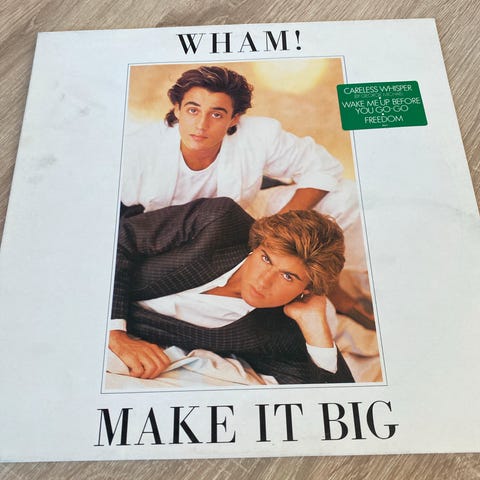 WHAM!
CARELESS WHISPER
BY GEORGE MICHAEL
WAKE ME UP BEFORE
YOU GO-GO
FREEDOM
MAKE IT BIG